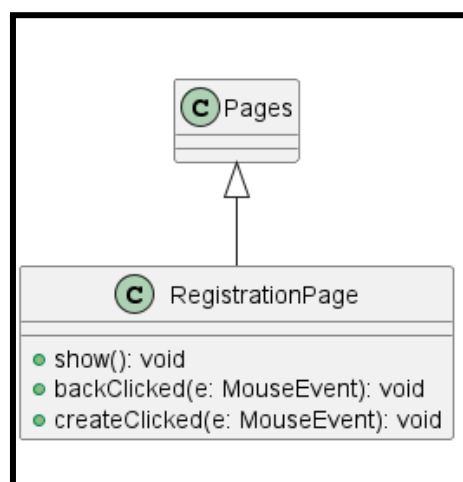 C Pages
C RegistrationPage
show(): void
backClicked(e: MouseEvent): void
createClicked(e: MouseEvent): void